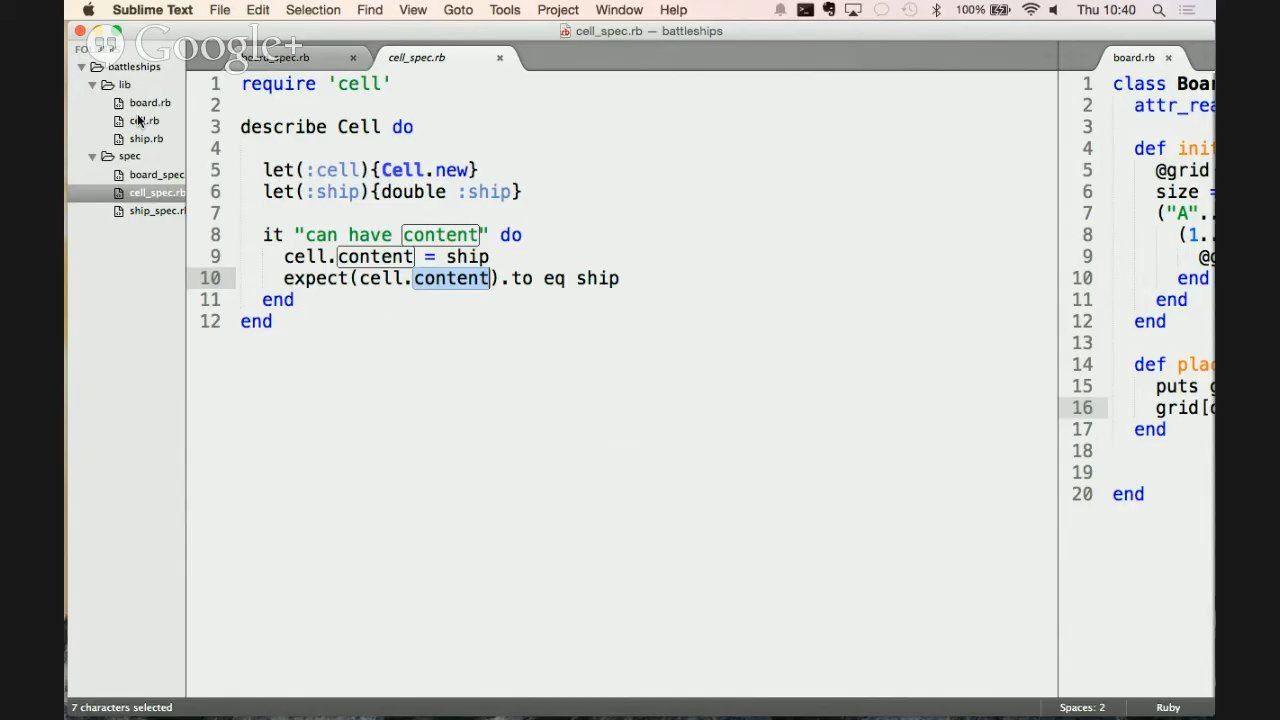 Sublime Text File Edit Selection Find View Goto Tools Project Window Help 100% Thu 10:40
cell_spec.rb — battleships
Google+
cell_spec.rb
board.rb
battleships
lib
board.rb
ship.rb
spec
board_spec
cell_spec.rb
1 require 'cell'
2
3 describe Cell do
4
5 let(:cell){Cell.new}
6 let(:ship){double :ship}
7
8 it "can have content" do
9 cell.content = ship
10 expect(cell.content).to eq ship
11 end
12 end
1 class Boar
2 attr_rea
3
4 def init
5 @grid
6 size =
7 ("A"..
8 (1..
9 @g
10 end
11 end
12 end
13
14 def plac
15 puts g
16 grid[c
17 end
18
19
20 end
7 characters selected
Spaces: 2 Ruby